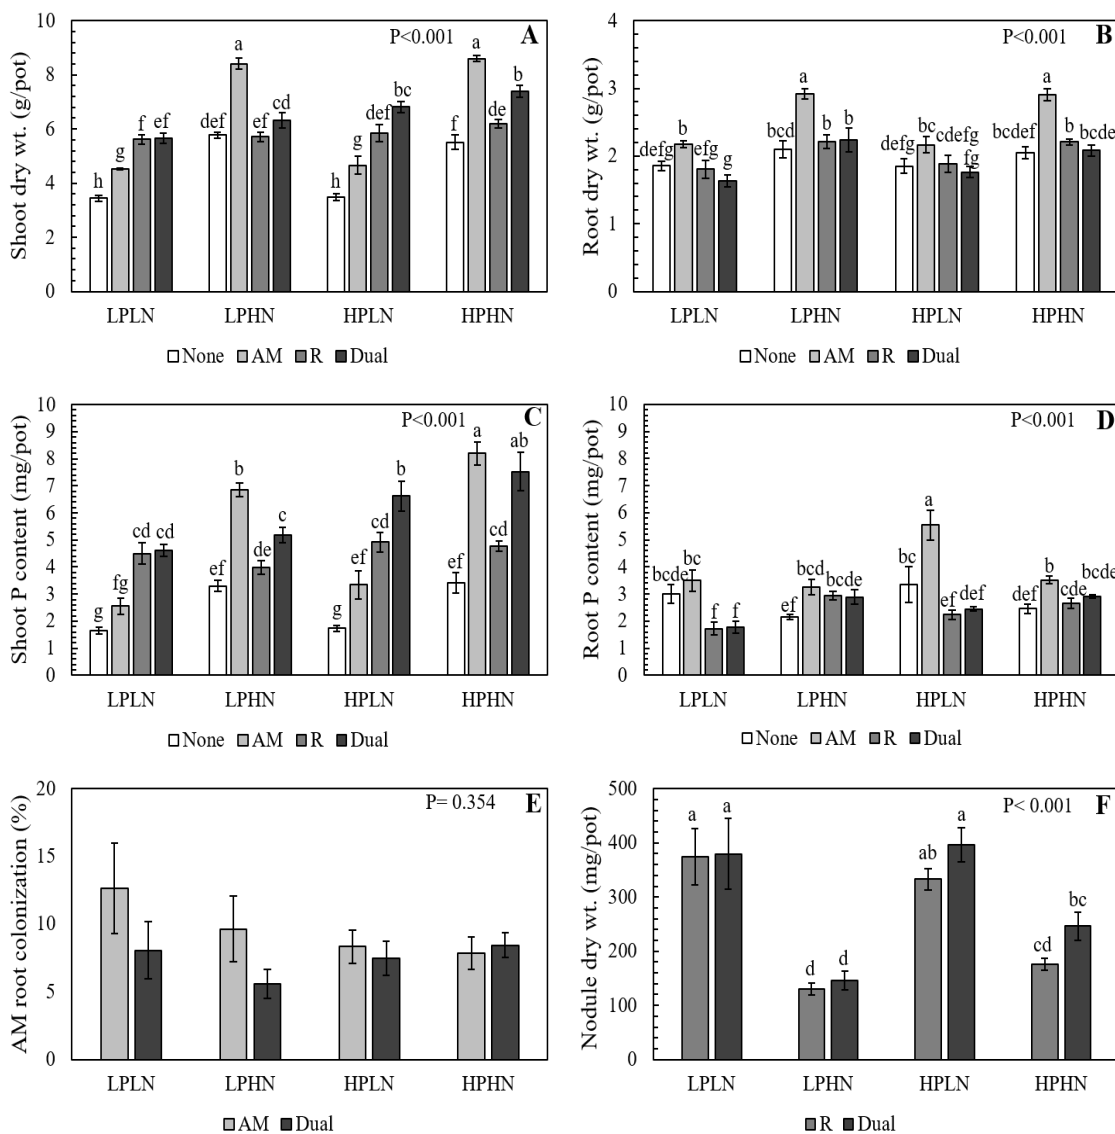 Shoot dry wt. (g/pot)
10
8
6
4
2
0
P<0.001 A
h g f ef
def a ef cd
h g def bc
f a de b
LPLN LPHN HPLN HPHN
None AM R Dual
Root dry wt. (g/pot)
4
3
2
1
0
P<0.001 B
defg b efg g
bcd a b b
defg bc cdefg fg
bcdef a b bcde
LPLN LPHN HPLN HPHN
None AM R Dual
Shoot P content (mg/pot)
10
9
8
7
6
5
4
3
2
1
0
P<0.001 C
g fg cd cd
ef b de c
g ef cd b
ef a cd ab
LPLN LPHN HPLN HPHN
None AM R Dual
Root P content (mg/pot)
10
9
8
7
6
5
4
3
2
1
0
P<0.001 D
bcde bc f f
ef bcd bcde bcde
bc a ef def
def b cde bcde
LPLN LPHN HPLN HPHN
None AM R Dual
AM root colonization (%)
20
15
10
5
0
P= 0.354 E
LPLN LPHN HPLN HPHN
AM Dual
Nodule dry wt. (mg/pot)
500
400
300
200
100
0
P< 0.001 F
a a
d d
ab a
cd bc
LPLN LPHN HPLN HPHN
R Dual